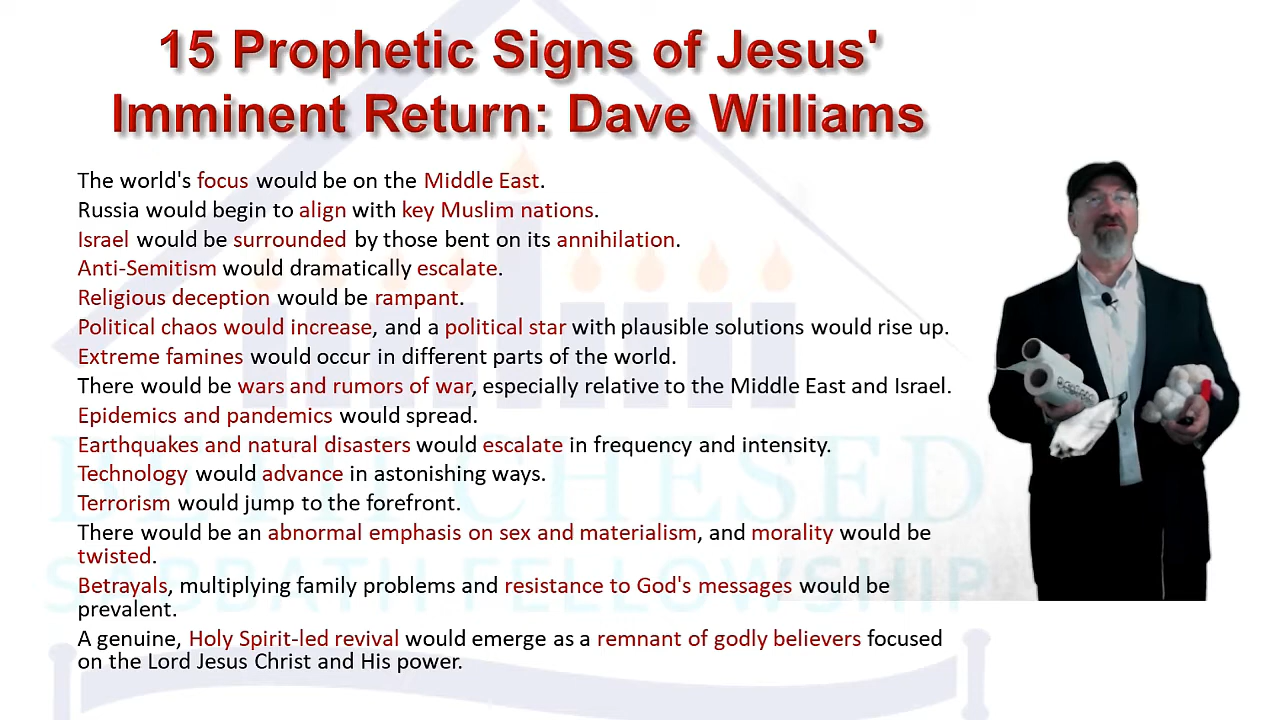 15 Prophetic Signs of Jesus'
Imminent Return: Dave Williams
The world's focus would be on the Middle East.
Russia would begin to align with key Muslim nations.
Israel would be surrounded by those bent on its annihilation.
Anti-Semitism would dramatically escalate.
Religious deception would be rampant.
Political chaos would increase, and a political star with plausible solutions would rise up.
Extreme famines would occur in different parts of the world.
There would be wars and rumors of war, especially relative to the Middle East and Israel.
Epidemics and pandemics would spread.
Earthquakes and natural disasters would escalate in frequency and intensity.
Technology would advance in astonishing ways.
Terrorism would jump to the forefront.
There would be an abnormal emphasis on sex and materialism, and morality would be
twisted.
Betrayals, multiplying family problems and resistance to God's messages would be
prevalent.
A genuine, Holy Spirit-led revival would emerge as a remnant of godly believers focused
on the Lord Jesus Christ and His power.
SABBATH FELLOWSHIP